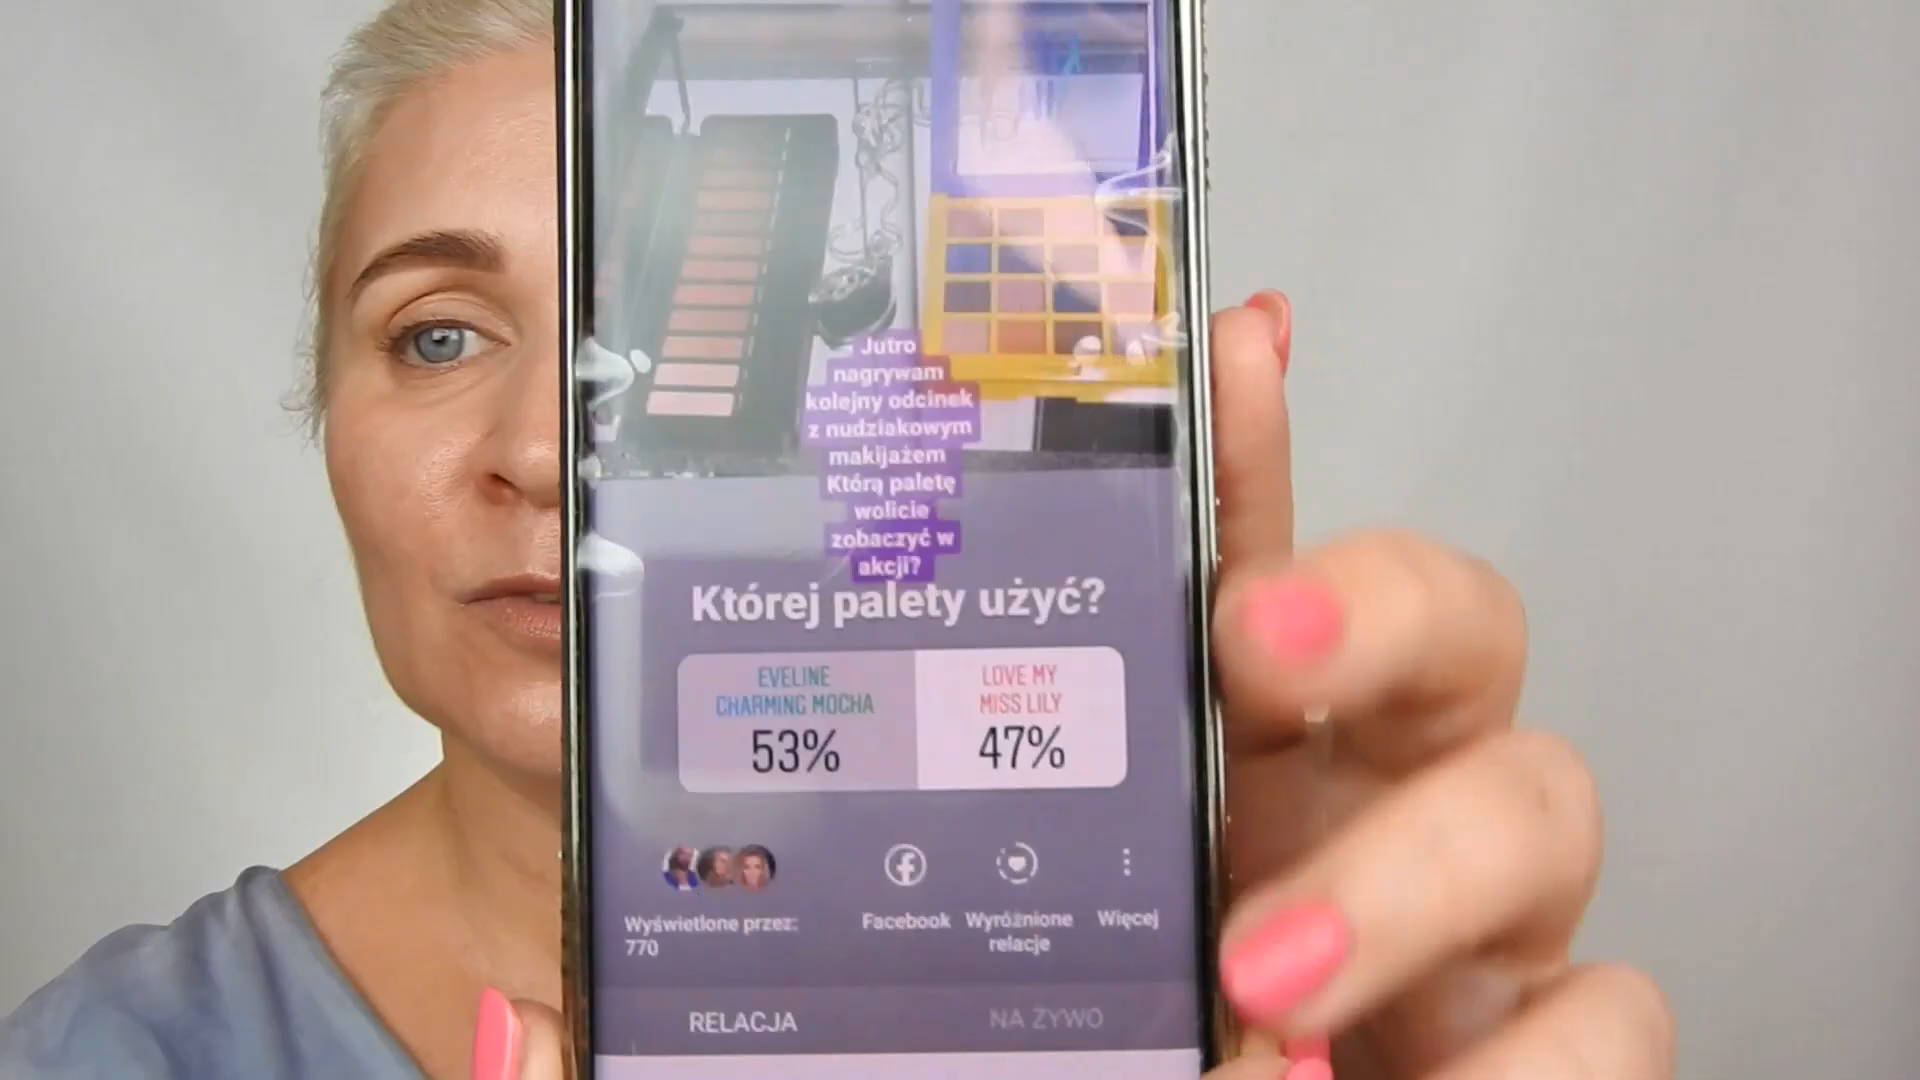 Jutro
nagrywam
kolejny odcinek
z nudziakowym
makijażem
Którą paletę
wolicie
zobaczyć w
akcji?
Której palety użyć?
EVELINE
CHARMING MOCHA
53%
LOVE MY
MISS LILY
47%
Wyświetlone przez:
770
Facebook
Wyróżnione
relacje
Więcej
RELACJA
NA ŻYWO